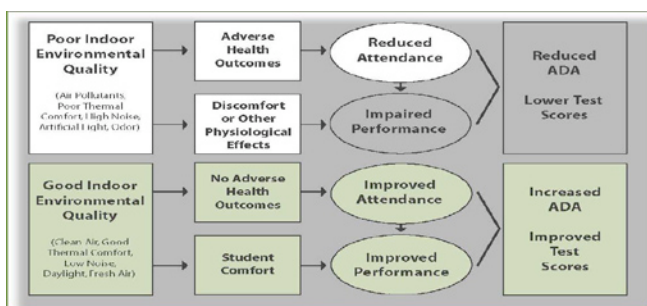 Poor Indoor
Environmental
Quality
(Air Pollutants,
Poor Thermal
Comfort, High Noise,
Artificial Light, Odor)
Adverse
Health
Outcomes
Reduced
Attendance
Discomfort
or Other
Physiological
Effects
Impaired
Performance
Reduced
ADA
Lower Test
Scores
Good Indoor
Environmental
Quality
(Clean Air, Good
Thermal Comfort,
Low Noise,
Daylight, Fresh Air)
No Adverse
Health
Outcomes
Improved
Attendance
Student
Comfort
Improved
Performance
Increased
ADA
Improved
Test
Scores